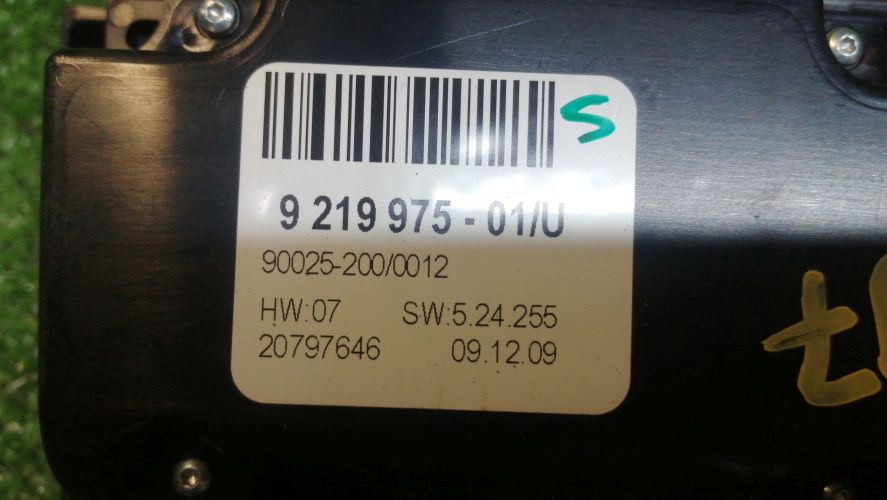 S
9 219 975 - 01/U
90025-200/0012
HW:07 SW:5.24.255
20797646 09.12.09